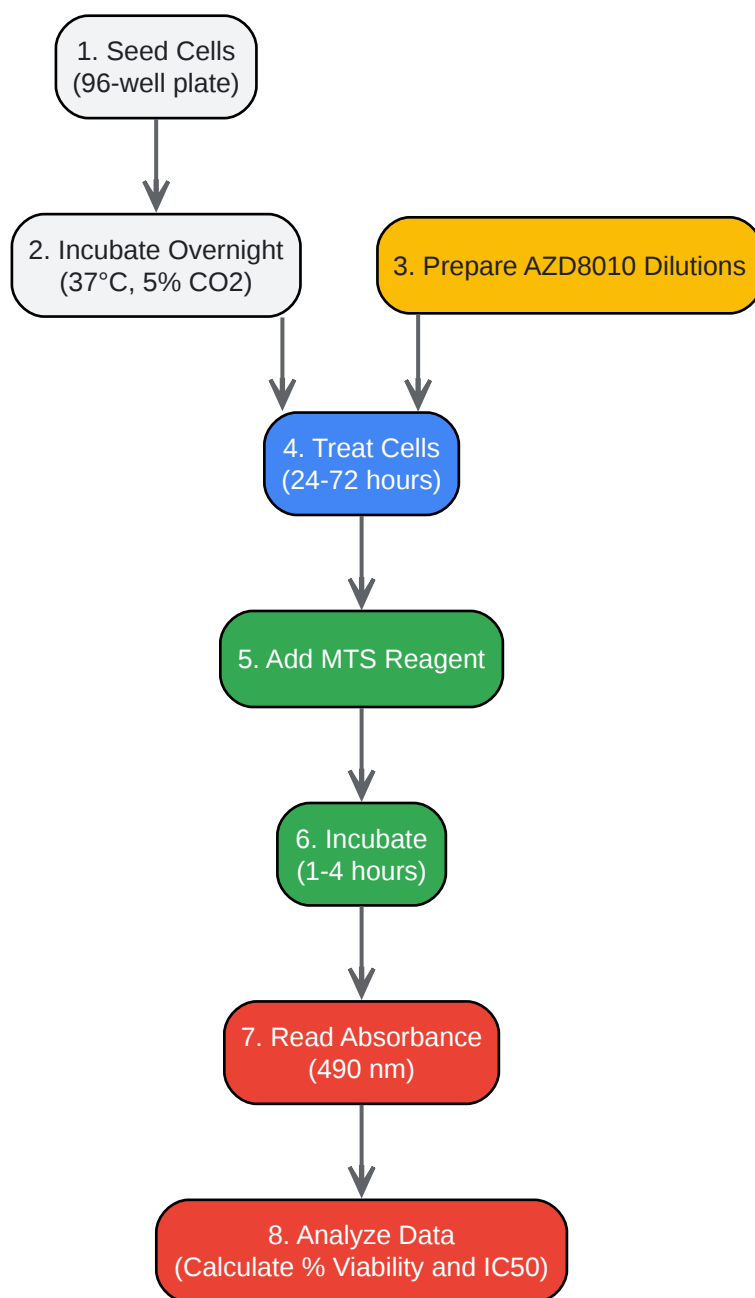 1. Seed Cells
(96-well plate)
2. Incubate Overnight
(37°C, 5% CO2)
3. Prepare AZD8010 Dilutions
4. Treat Cells
(24-72 hours)
5. Add MTS Reagent
6. Incubate
(1-4 hours)
7. Read Absorbance
(490 nm)
8. Analyze Data
(Calculate % Viability and IC50)